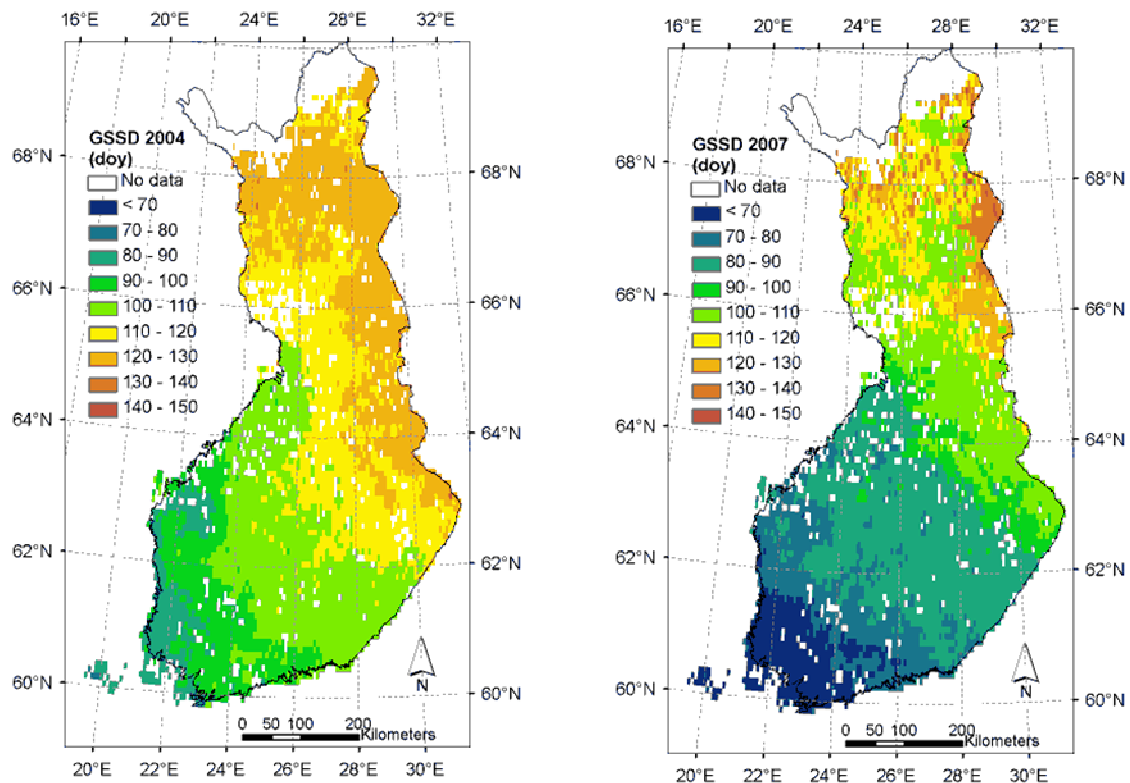 16°E 20°E 24°E 28°E 32°E
GSSD 2004
(doy)
No data
< 70
70 - 80
80 - 90
90 - 100
100 - 110
110 - 120
120 - 130
130 - 140
140 - 150
68°N
66°N
64°N
62°N
60°N
68°N
66°N
64°N
62°N
60°N
N
0 50 100 200
Kilometers
20°E 22°E 24°E 26°E 28°E 30°E
16°E 20°E 24°E 28°E 32°E
GSSD 2007
(doy)
No data
< 70
70 - 80
80 - 90
90 - 100
100 - 110
110 - 120
120 - 130
130 - 140
140 - 150
68°N
66°N
64°N
62°N
60°N
68°N
66°N
64°N
62°N
60°N
N
0 50 100 200
Kilometers
20°E 22°E 24°E 26°E 28°E 30°E